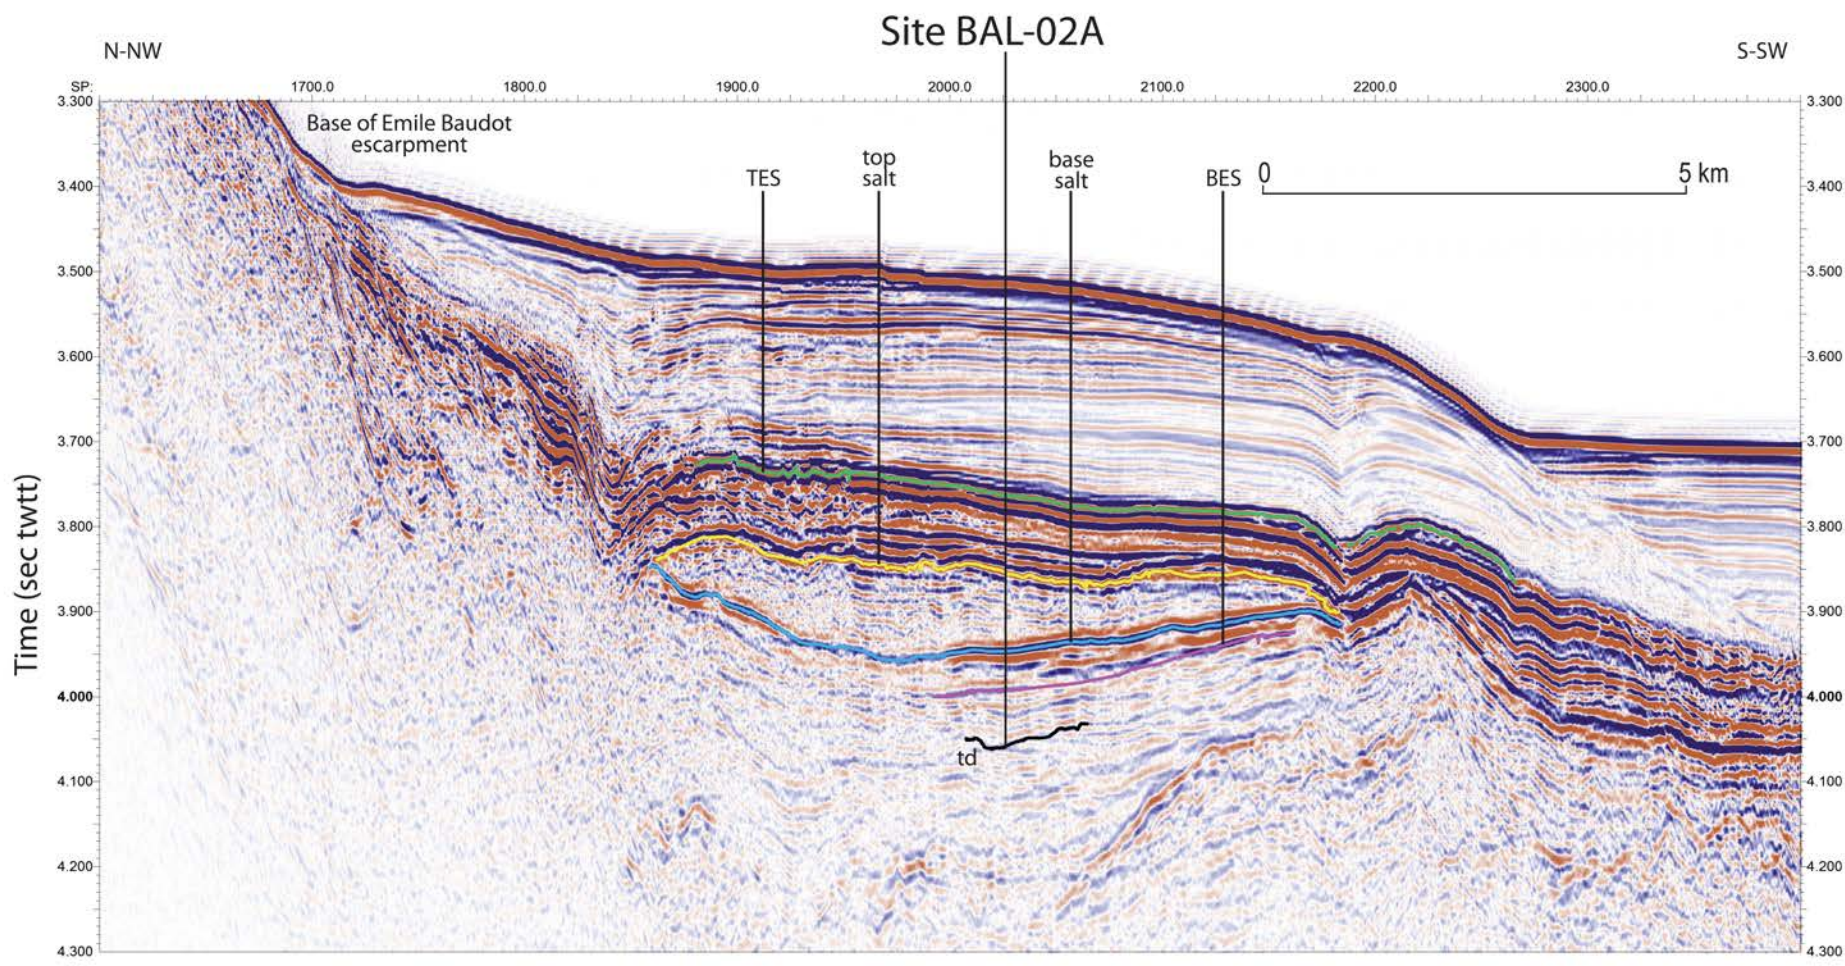 Site BAL-02A
N-NW
S-SW
SP:
1700.0
1800.0
1900.0
2000.0
2100.0
2200.0
2300.0
3.300
3.300
Base of Emile Baudot
escarpment
TES
top
salt
base
salt
BES
0
5 km
3.400
3.400
3.500
3.500
3.600
3.600
3.700
3.700
3.800
3.800
3.900
3.900
4.000
4.000
4.100
4.100
4.200
4.200
4.300
4.300
td
Time (sec twtt)